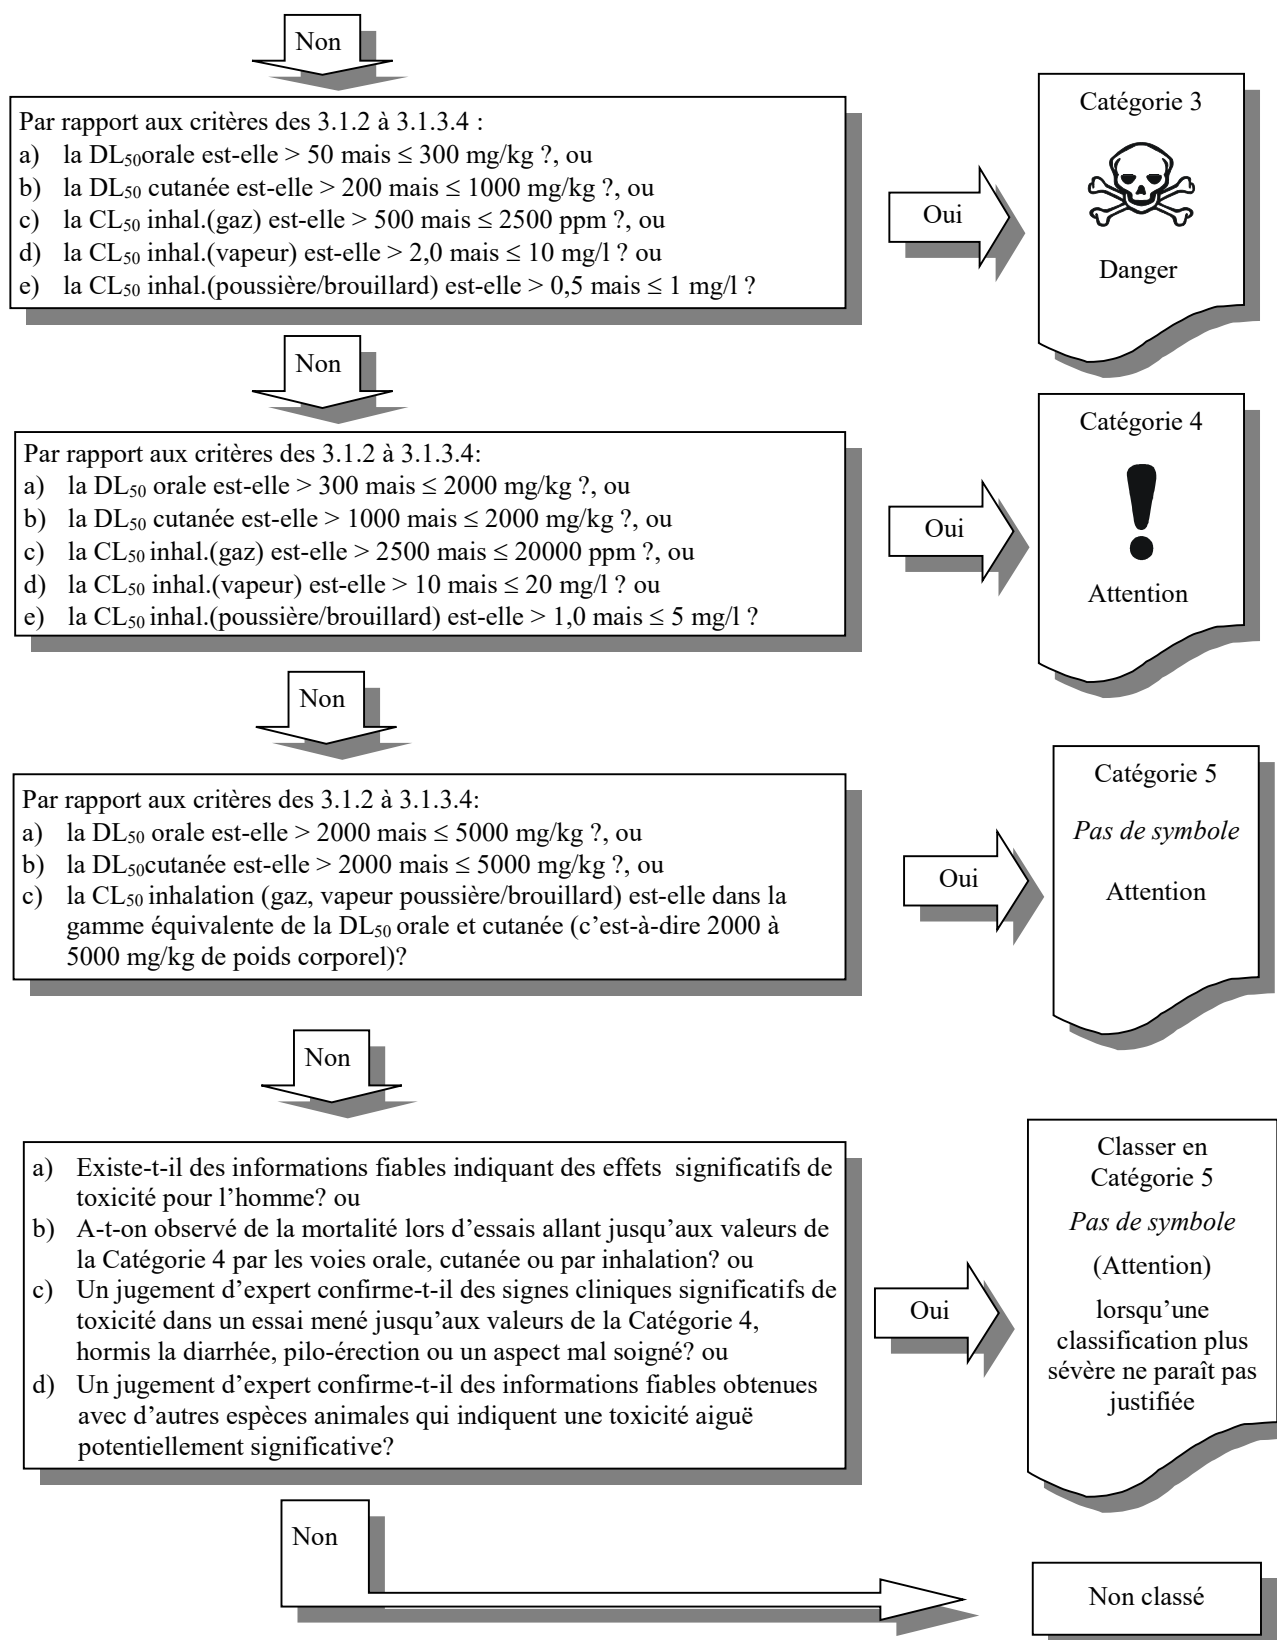 Non
Par rapport aux critères des 3.1.2 à 3.1.3.4 :
a) la DL50orale est-elle > 50 mais ≤ 300 mg/kg ?, ou
b) la DL50 cutanée est-elle > 200 mais ≤ 1000 mg/kg ?, ou
c) la CL50 inhal.(gaz) est-elle > 500 mais ≤ 2500 ppm ?, ou
d) la CL50 inhal.(vapeur) est-elle > 2,0 mais ≤ 10 mg/l ? ou
e) la CL50 inhal.(poussière/brouillard) est-elle > 0,5 mais ≤ 1 mg/l ?
Oui
Catégorie 3
Danger
Non
Par rapport aux critères des 3.1.2 à 3.1.3.4:
a) la DL50 orale est-elle > 300 mais ≤ 2000 mg/kg ?, ou
b) la DL50 cutanée est-elle > 1000 mais ≤ 2000 mg/kg ?, ou
c) la CL50 inhal.(gaz) est-elle > 2500 mais ≤ 20000 ppm ?, ou
d) la CL50 inhal.(vapeur) est-elle > 10 mais ≤ 20 mg/l ? ou
e) la CL50 inhal.(poussière/brouillard) est-elle > 1,0 mais ≤ 5 mg/l ?
Oui
Catégorie 4
Attention
Non
Par rapport aux critères des 3.1.2 à 3.1.3.4:
a) la DL50 orale est-elle > 2000 mais ≤ 5000 mg/kg ?, ou
b) la DL50cutanée est-elle > 2000 mais ≤ 5000 mg/kg ?, ou
c) la CL50 inhalation (gaz, vapeur poussière/brouillard) est-elle dans la
gamme équivalente de la DL50 orale et cutanée (c'est-à-dire 2000 à
5000 mg/kg de poids corporel)?
Oui
Catégorie 5
Pas de symbole
Attention
Non
a) Existe-t-il des informations fiables indiquant des effets significatifs de
toxicité pour l'homme? ou
b) A-t-on observé de la mortalité lors d'essais allant jusqu'aux valeurs de
la Catégorie 4 par les voies orale, cutanée ou par inhalation? ou
c) Un jugement d'expert confirme-t-il des signes cliniques significatifs de
toxicité dans un essai mené jusqu'aux valeurs de la Catégorie 4,
hormis la diarrhée, pilo-érection ou un aspect mal soigné? ou
d) Un jugement d'expert confirme-t-il des informations fiables obtenues
avec d'autres espèces animales qui indiquent une toxicité aiguë
potentiellement significative?
Oui
Classer en
Catégorie 5
Pas de symbole
(Attention)
lorsqu'une
classification plus
sévère ne paraît pas
justifiée
Non
Non classé